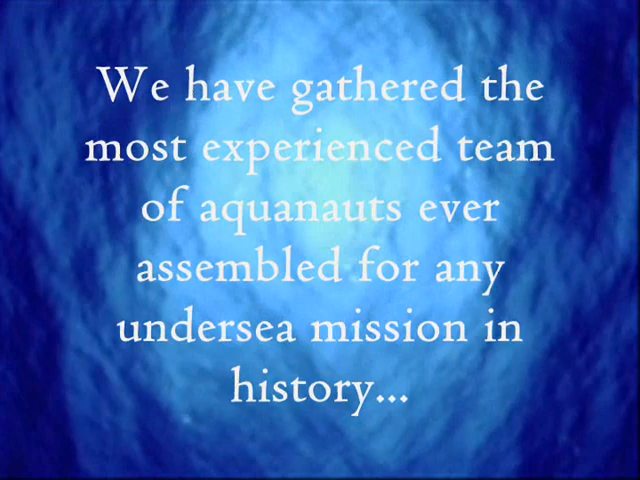 We have gathered the
most experienced team
of aquanauts ever
assembled for any
undersea mission in
history...